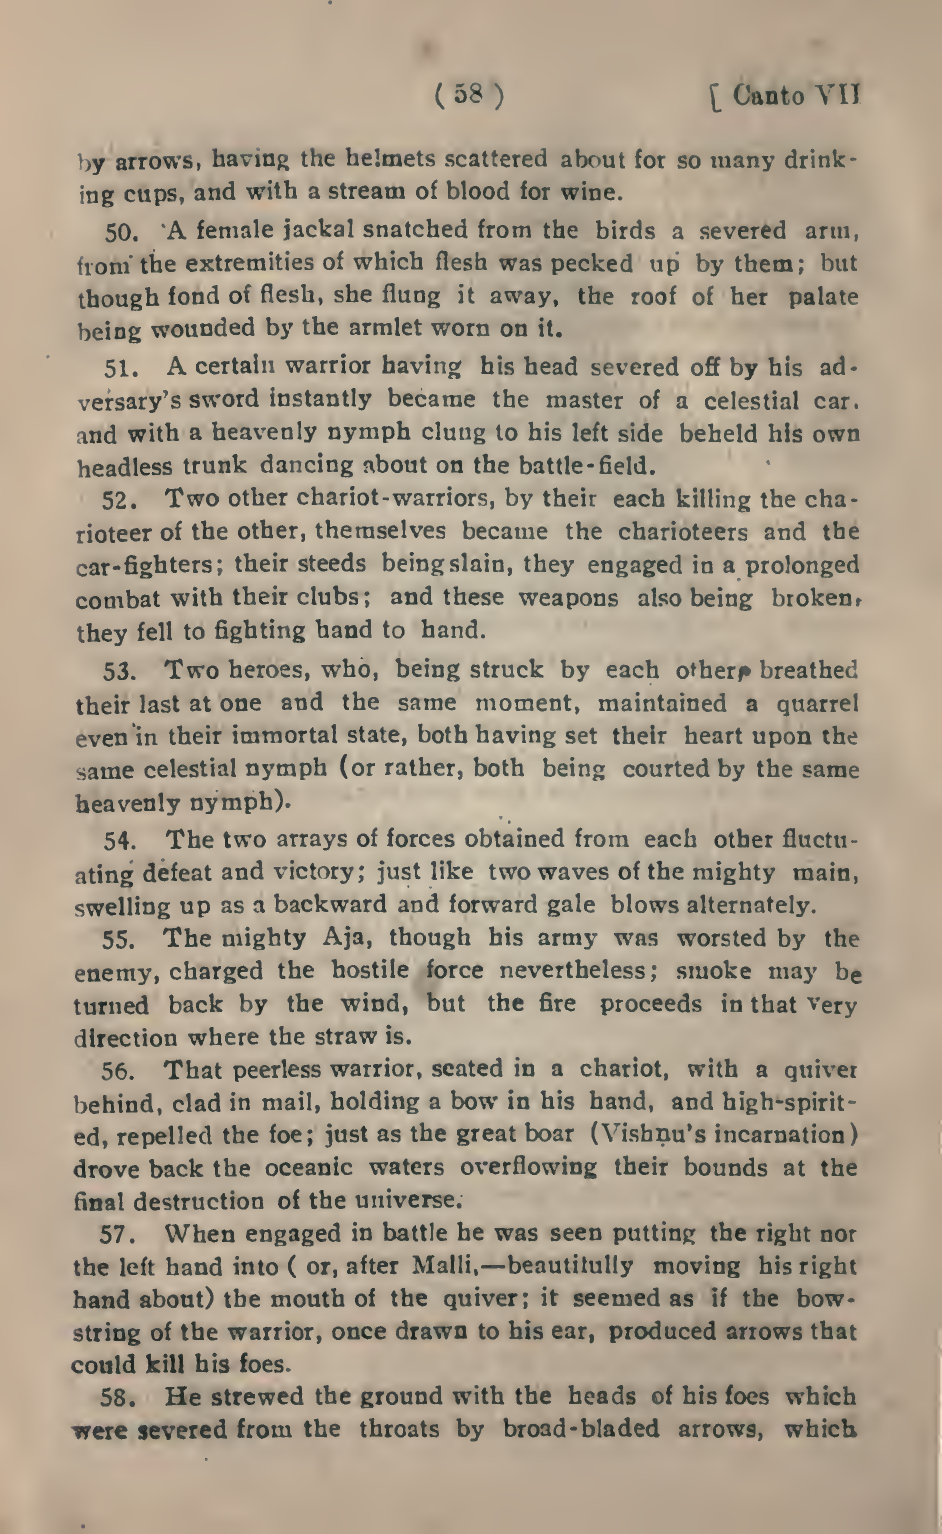 ( 58 ) [ Canto VII
by arrows, having the helmets scattered about for so many drink-
ing cups, and with a stream of blood for wine.
50. A female jackal snatched from the birds a severed arm,
from the extremities of which flesh was pecked up by them; but
though fond of flesh, she flung it away, the roof of her palate
being wounded by the armlet worn on it.
51. A certain warrior having his head severed off by his ad-
versary's sword instantly became the master of a celestial car.
and with a heavenly nymph clung to his left side beheld his own
headless trunk dancing about on the battle-field.
52. Two other chariot-warriors, by their each killing the cha-
rioteer of the other, themselves became the charioteers and the
car-fighters; their steeds being slain, they engaged in a prolonged
combat with their clubs; and these weapons also being broken,
they fell to fighting hand to hand.
53. Two heroes, who, being struck by each other, breathed
their last at one and the same moment, maintained a quarrel
even in their immortal state, both having set their heart upon the
same celestial nymph (or rather, both being courted by the same
heavenly nymph).
54. The two arrays of forces obtained from each other fluctu-
ating defeat and victory; just like two waves of the mighty main,
swelling up as a backward and forward gale blows alternately.
55. The mighty Aja, though his army was worsted by the
enemy, charged the hostile force nevertheless; smoke may be
turned back by the wind, but the fire proceeds in that very
direction where the straw is.
56. That peerless warrior, seated in a chariot, with a quiver
behind, clad in mail, holding a bow in his hand, and high-spirit-
ed, repelled the foe; just as the great boar (Vishṇu's incarnation)
drove back the oceanic waters overflowing their bounds at the
final destruction of the universe.
57. When engaged in battle he was seen putting the right nor
the left hand into ( or, after Malli.—beautifully moving his right
hand about) the mouth of the quiver; it seemed as if the bow-
string of the warrior, once drawn to his ear, produced arrows that
could kill his foes.
58. He strewed the ground with the heads of his foes which
were severed from the throats by broad-bladed arrows, which